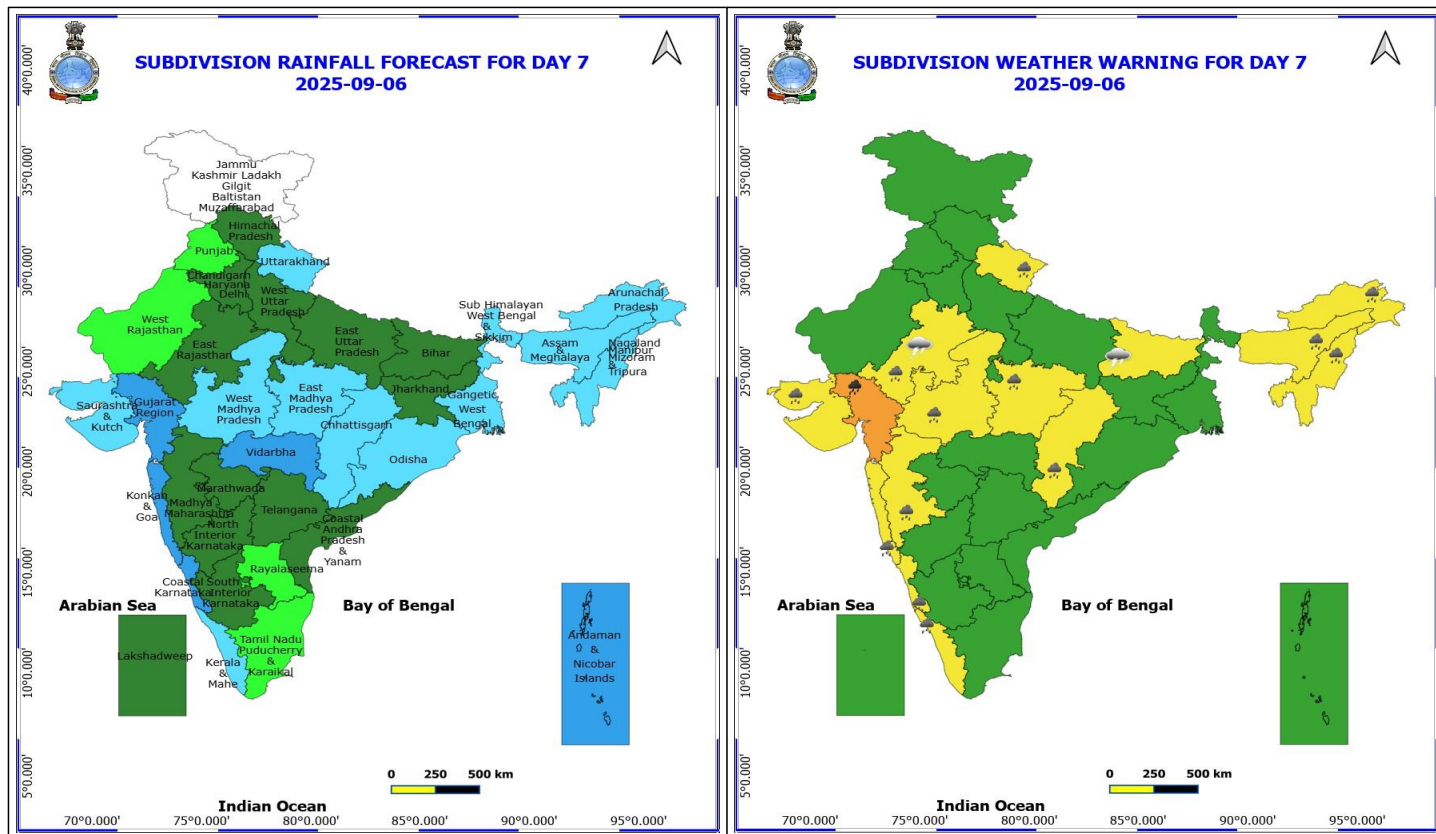 SUBDIVISION RAINFALL FORECAST FOR DAY 7
2025-09-06
40°0.000'
35°0.000'
30°0.000'
25°0.000'
20°0.000'
15°0.000'
10°0.000'
5°0.000'
Jammu
Kashmir Ladakh
Gilgit
Baltistan
Muzaffarabad
Himachal
Pradesh
Punjab
Uttarakhand
Chandigarh
Haryana
Delhi
West
Uttar
Pradesh
West
Rajasthan
East
Rajasthan
East
Uttar
Pradesh
Bihar
Sub Himalayan
West Bengal
&
Sikkim
Arunachal
Pradesh
Assam
&
Meghalaya
Nagaland
Manipur
Mizoram
&
Tripura
Jharkhand
Gangetic
West
Bengal
Saurashtra
&
Kutch
Gujarat
Region
West
Madhya
Pradesh
East
Madhya
Pradesh
Chhattisgarh
Odisha
Vidarbha
Konkan
&
Goa
Marathwada
Madhya
Maharashtra
North
Interior
Karnataka
Telangana
Coastal
Andhra
Pradesh
&
Yanam
Rayalaseema
Coastal
Karnataka
South
Interior
Karnataka
Tamil Nadu
Puducherry
&
Karaikal
Kerala
&
Mahe
Lakshadweep
Andaman
&
Nicobar
Islands
Arabian Sea
Bay of Bengal
Indian Ocean
0 250 500 km
70°0.000' 75°0.000' 80°0.000' 85°0.000' 90°0.000' 95°0.000'
SUBDIVISION WEATHER WARNING FOR DAY 7
2025-09-06
40°0.000'
35°0.000'
30°0.000'
25°0.000'
20°0.000'
15°0.000'
10°0.000'
5°0.000'
Arabian Sea
Bay of Bengal
Indian Ocean
0 250 500 km
70°0.000' 75°0.000' 80°0.000' 85°0.000' 90°0.000' 95°0.000'